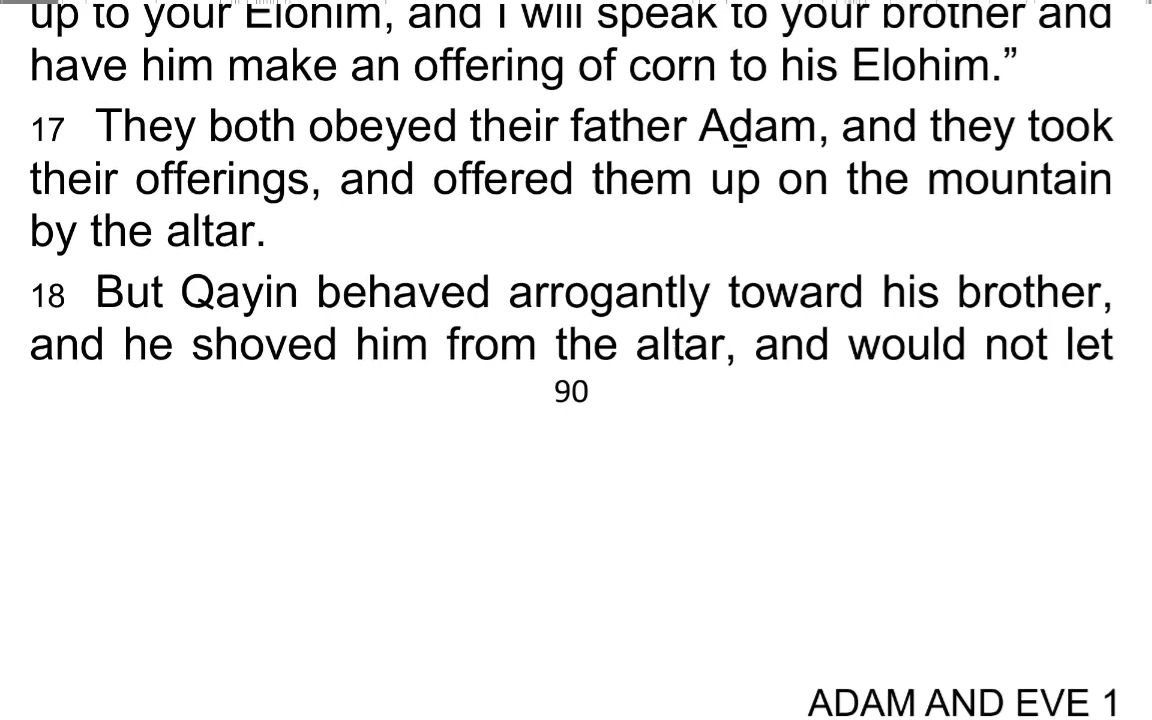 up to your Elohim, and I will speak to your brother and
have him make an offering of corn to his Elohim.”
17 They both obeyed their father Aḏam, and they took
their offerings, and offered them up on the mountain
by the altar.
18 But Qayin behaved arrogantly toward his brother,
and he shoved him from the altar, and would not let
90
ADAM AND EVE 1